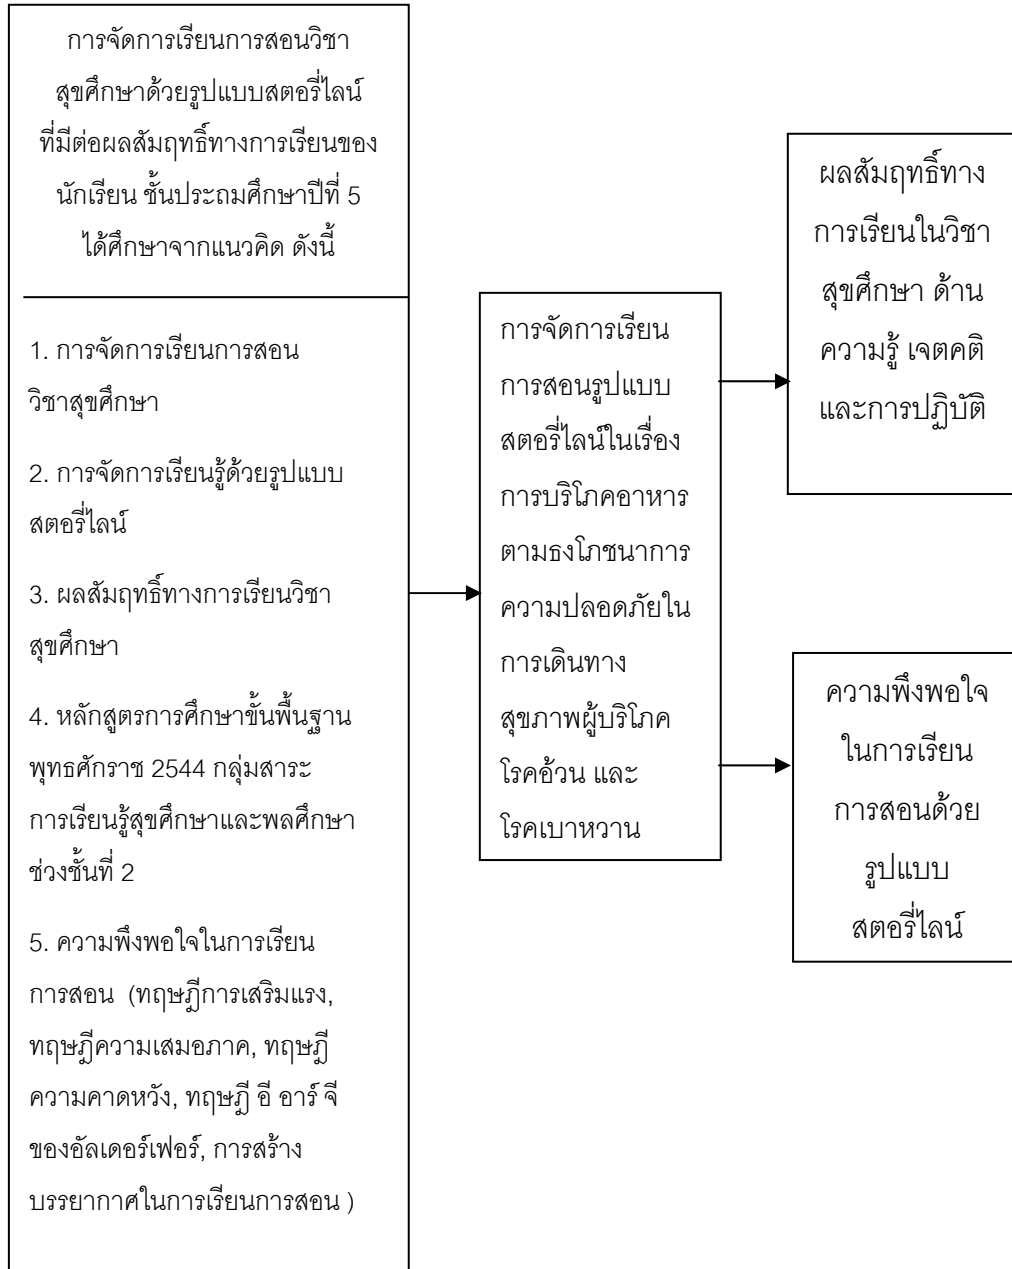 การจัดการเรียนการสอนวิชา
สุขศึกษาด้วยรูปแบบสตอรี่ไลน์
ที่มีต่อผลสัมฤทธิ์ทางการเรียนของ
นักเรียน ชั้นประถมศึกษาปีที่ 5
ได้ศึกษาจากแนวคิด ดังนี้
1. การจัดการเรียนการสอน
วิชาสุขศึกษา
2. การจัดการเรียนรู้ด้วยรูปแบบ
สตอรี่ไลน์
3. ผลสัมฤทธิ์ทางการเรียนวิชา
สุขศึกษา
4. หลักสูตรการศึกษาขั้นพื้นฐาน
พุทธศักราช 2544 กลุ่มสาระ
การเรียนรู้สุขศึกษาและพลศึกษา
ช่วงชั้นที่ 2
5. ความพึงพอใจในการเรียน
การสอน (ทฤษฎีการเสริมแรง,
ทฤษฎีความเสมอภาค, ทฤษฎี
ความคาดหวัง, ทฤษฎี อี อาร์ จี
ของอัลเดอร์เฟอร์, การสร้าง
บรรยากาศในการเรียนการสอน )
การจัดการเรียน
การสอนรูปแบบ
สตอรี่ไลน์ในเรื่อง
การบริโภคอาหาร
ตามธงโภชนาการ
ความปลอดภัยใน
การเดินทาง
สุขภาพผู้บริโภค
โรคอ้วน และ
โรคเบาหวาน
ผลสัมฤทธิ์ทาง
การเรียนในวิชา
สุขศึกษา ด้าน
ความรู้ เจตคติ
และการปฏิบัติ
ความพึงพอใจ
ในการเรียน
การสอนด้วย
รูปแบบ
สตอรี่ไลน์